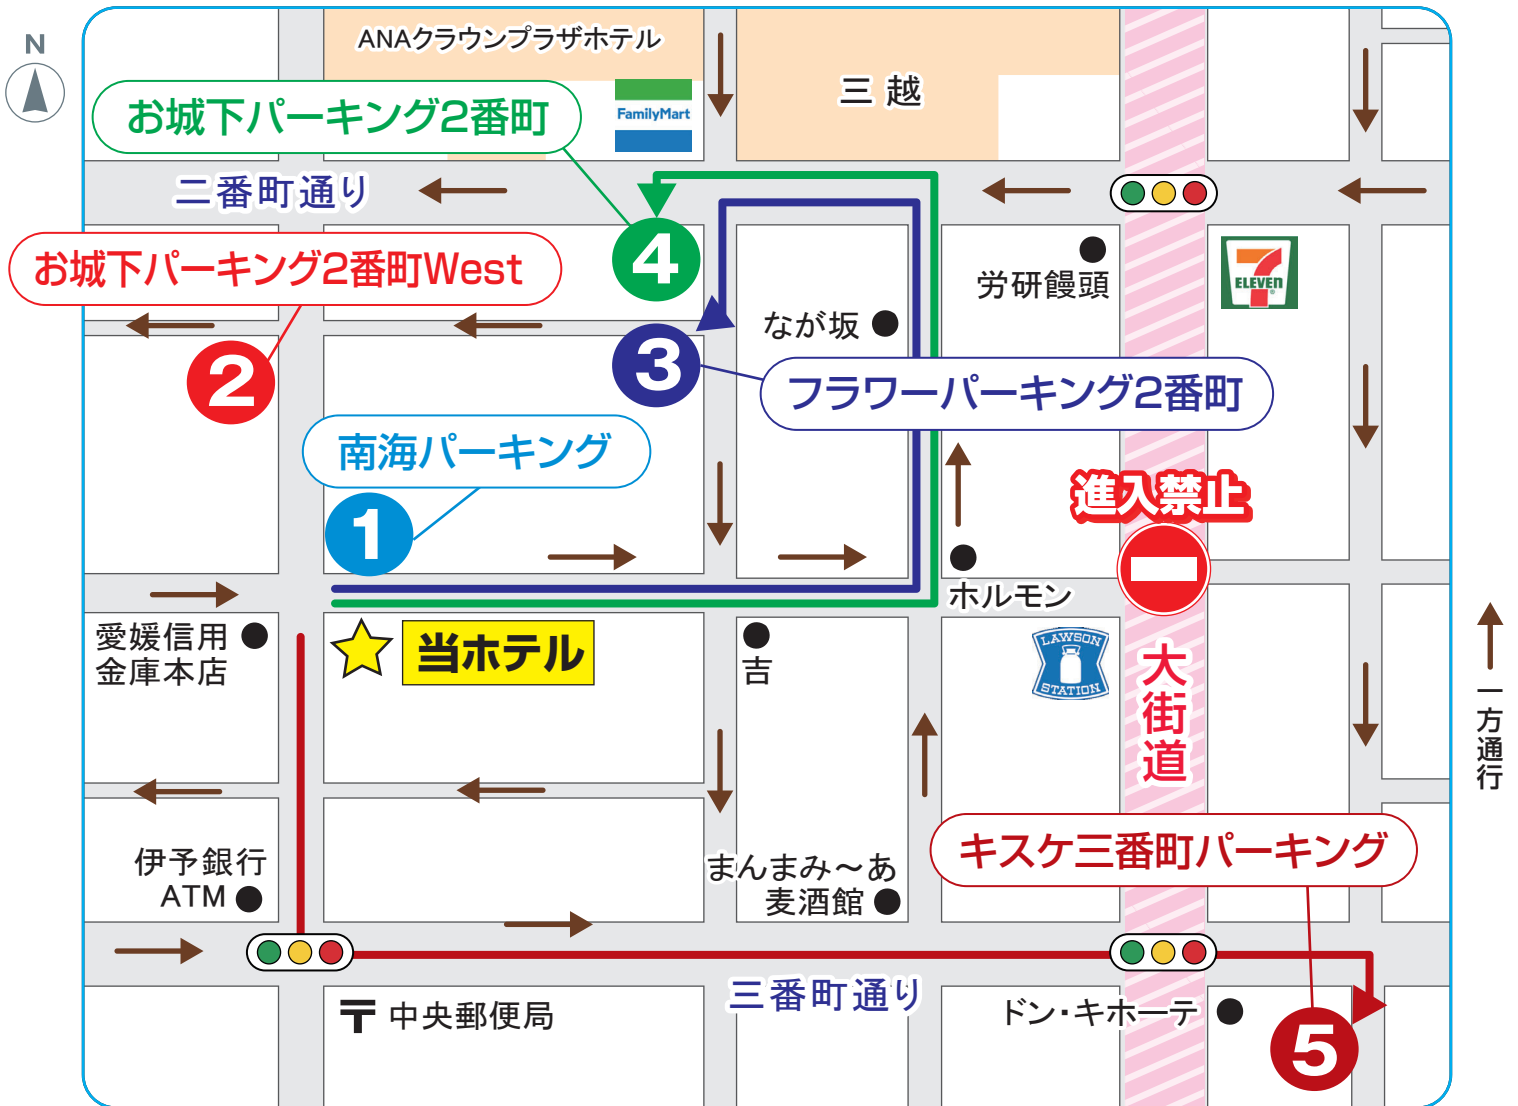 N
ANAクラウンプラザホテル
三越
お城下パーキング2番町
FamilyMart
二番町通り
4
お城下パーキング2番町West
労研饅頭
7
ELEVEN
なが坂
2
3
フラワーパーキング2番町
南海パーキング
1
進入禁止
ホルモン
愛媛信用
金庫本店
当ホテル
吉
LAWSON
STATION
大街道
一方通行
伊予銀行
ATM
まんまみ～あ
麦酒館
キスケ三番町パーキング
三番町通り
〒中央郵便局
ドン・キホーテ
5